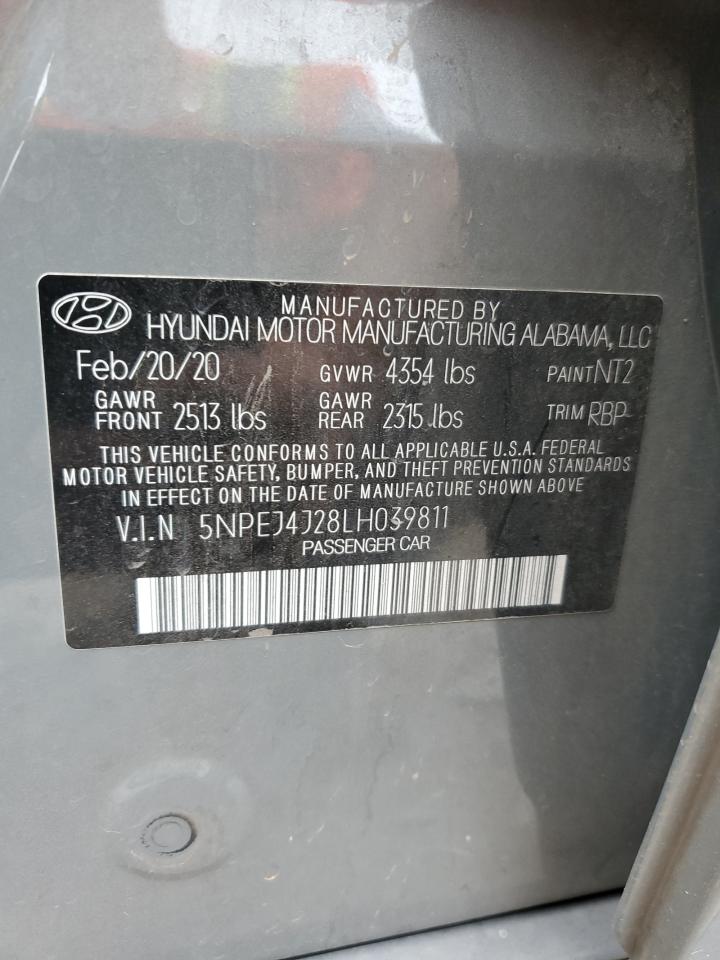 MANUFACTURED BY
HYUNDAI MOTOR MANUFACTURING ALABAMA, LLC
Feb/20/20 GVWR 4354 lbs PAINT NT2
GAWR FRONT 2513 lbs GAWR REAR 2315 lbs TRIM RBP
THIS VEHICLE CONFORMS TO ALL APPLICABLE U.S.A. FEDERAL
MOTOR VEHICLE SAFETY, BUMPER, AND THEFT PREVENTION STANDARDS
IN EFFECT ON THE DATE OF MANUFACTURE SHOWN ABOVE
V.I.N 5NPEJ4J28LH039811
PASSENGER CAR